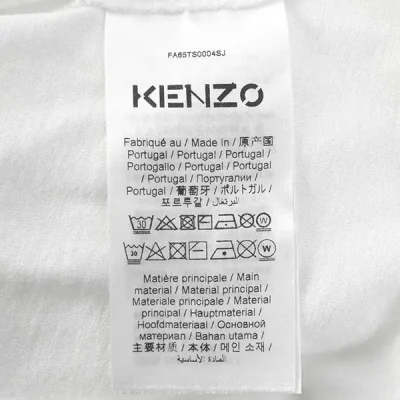 FA65TS0004SJ
KENZO
Fabriqué au / Made In / 原产国
Portugal / Portugal / Portugal /
Portogallo / Portugal / Portugal
/ Portugal / Португалии /
Portugal / 葡萄牙 / ポルトガル /
포르투갈 / البرتغال /
30 W
30 W
Matière principale / Main
material / Material principal /
Materiale principale / Material
principal / Hauptmaterial /
Hoofdmateriaal / Основной
материал / Bahan utama /
主要材质 / 本体 / 메인 소재 /
المادة الأساسية /